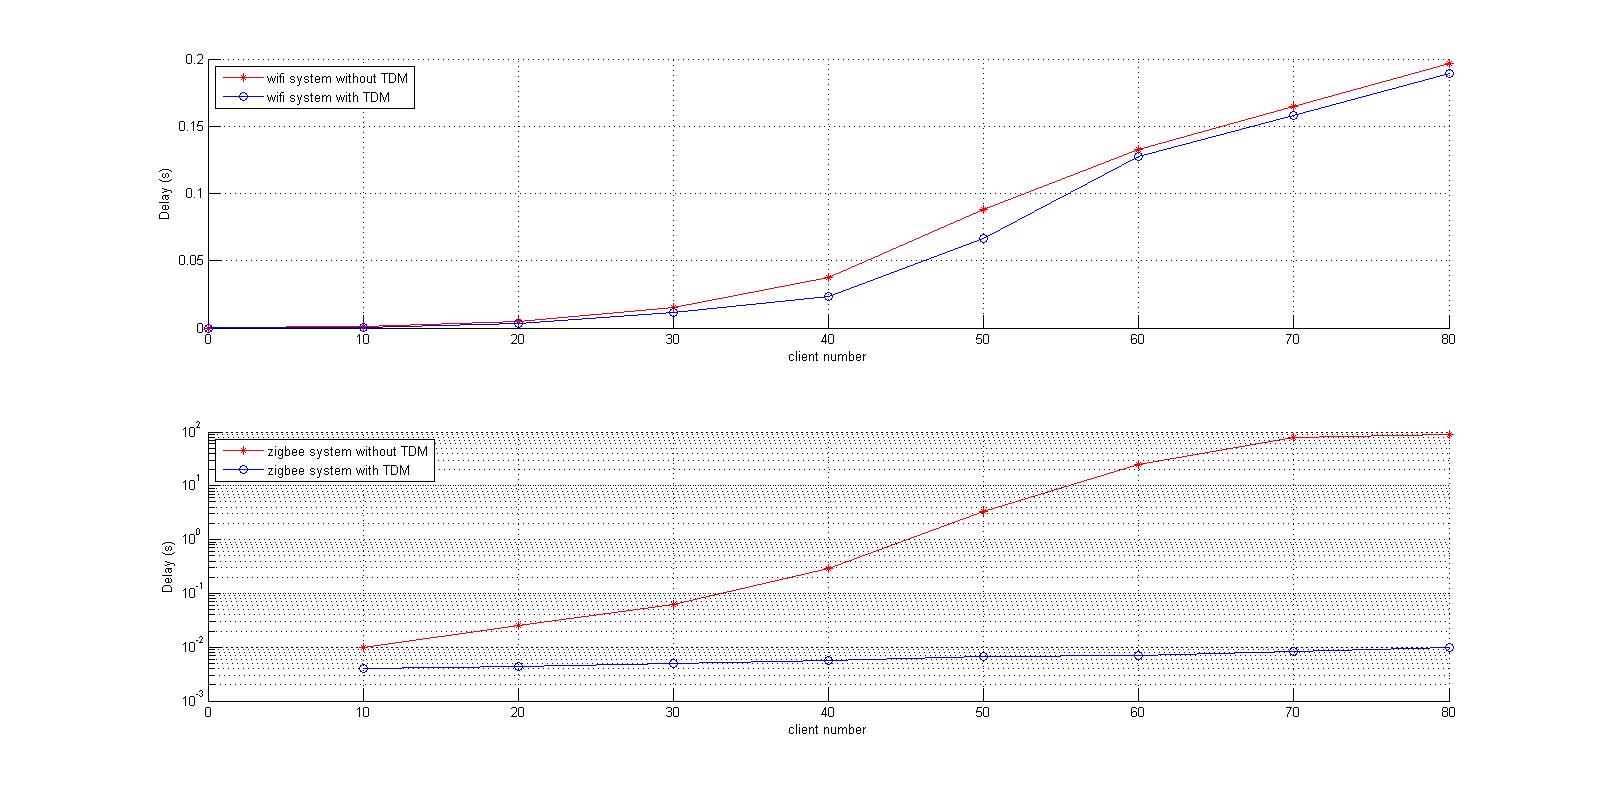 0.2
wifi system without TDM
wifi system with TDM
0.15
Delay (s)
0.1
0.05
0
0 10 20 30 40 50 60 70 80
client number
10^2
zigbee system without TDM
zigbee system with TDM
10^1
10^0
Delay (s)
10^-1
10^-2
10^-3
0 10 20 30 40 50 60 70 80
client number